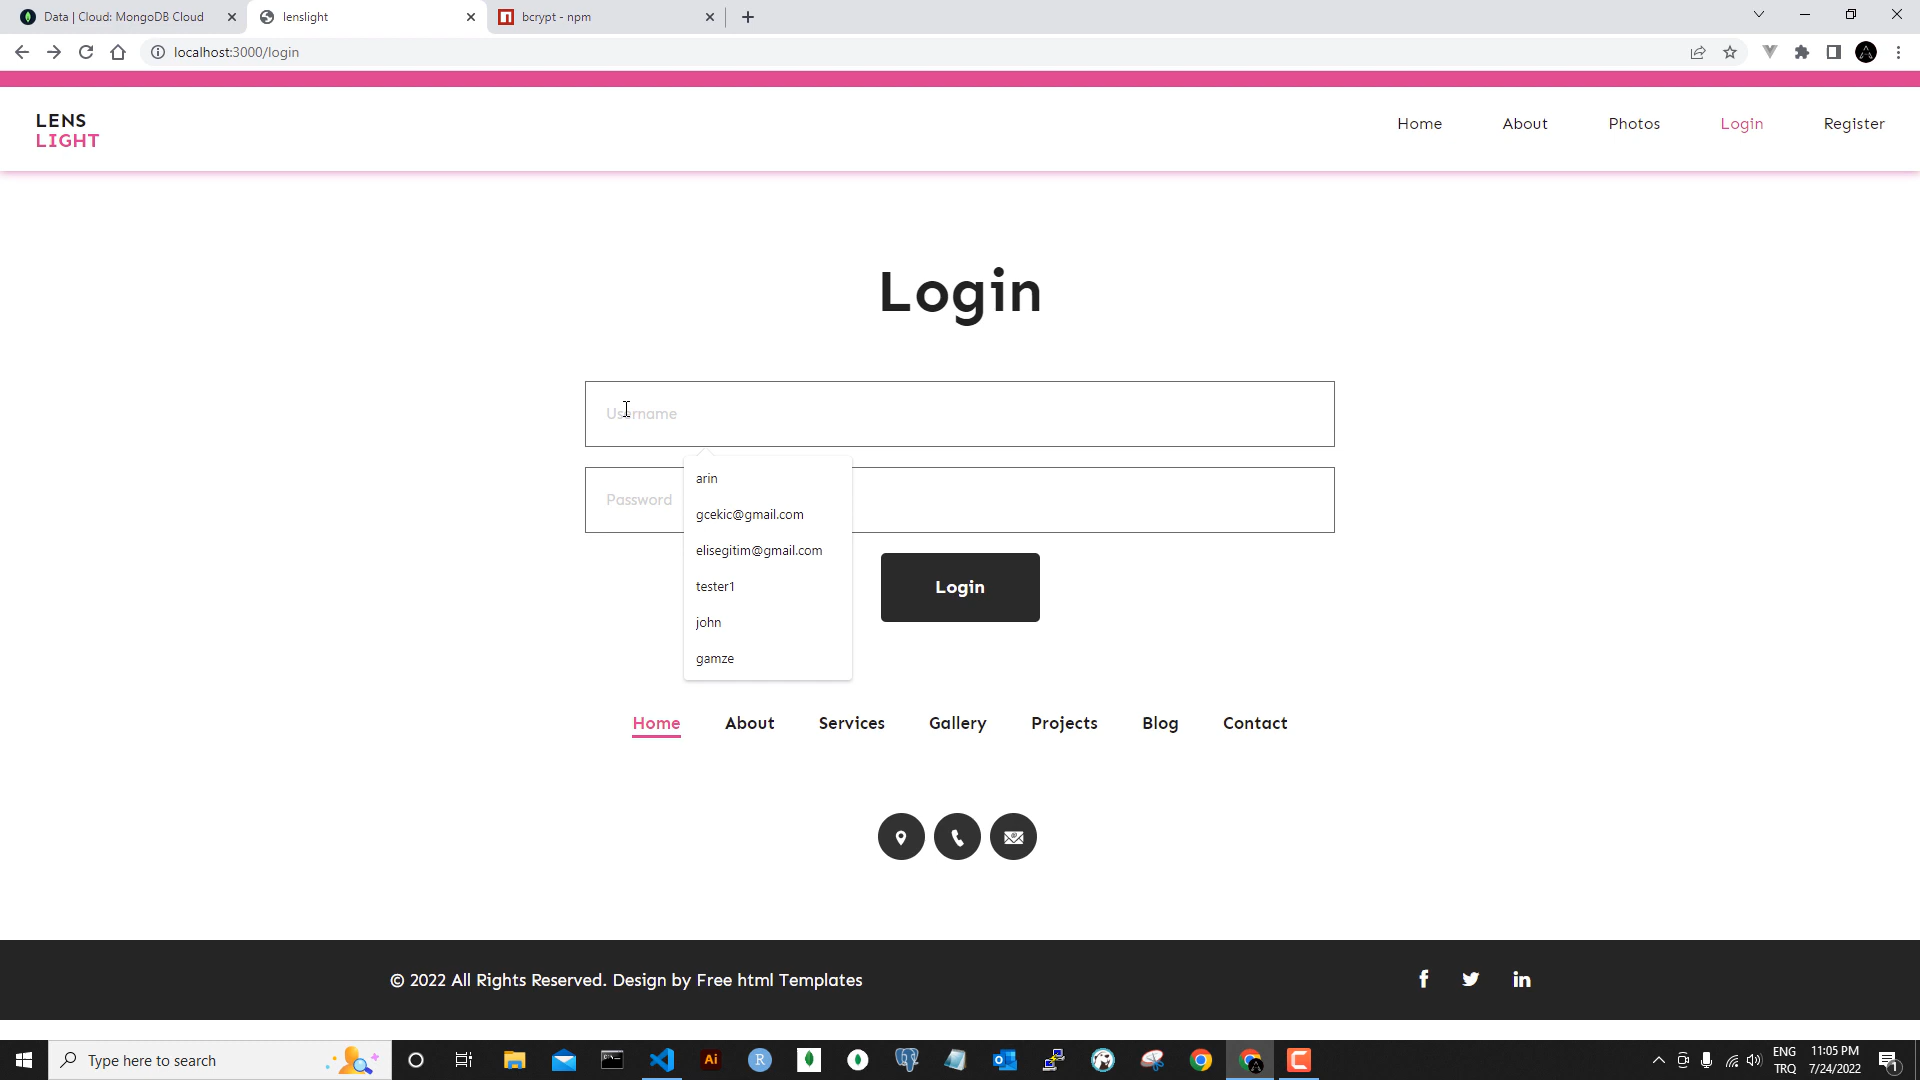 Data | Cloud: MongoDB Cloud
lenslight
bcrypt - npm
localhost:3000/login
LENS
LIGHT
Home
About
Photos
Login
Register
Login
Username
arin
Password
gcekic@gmail.com
elisegitim@gmail.com
tester1
john
gamze
Login
Home
About
Services
Gallery
Projects
Blog
Contact
© 2022 All Rights Reserved. Design by Free html Templates
Type here to search
ENG
TRQ
11:05 PM
7/24/2022